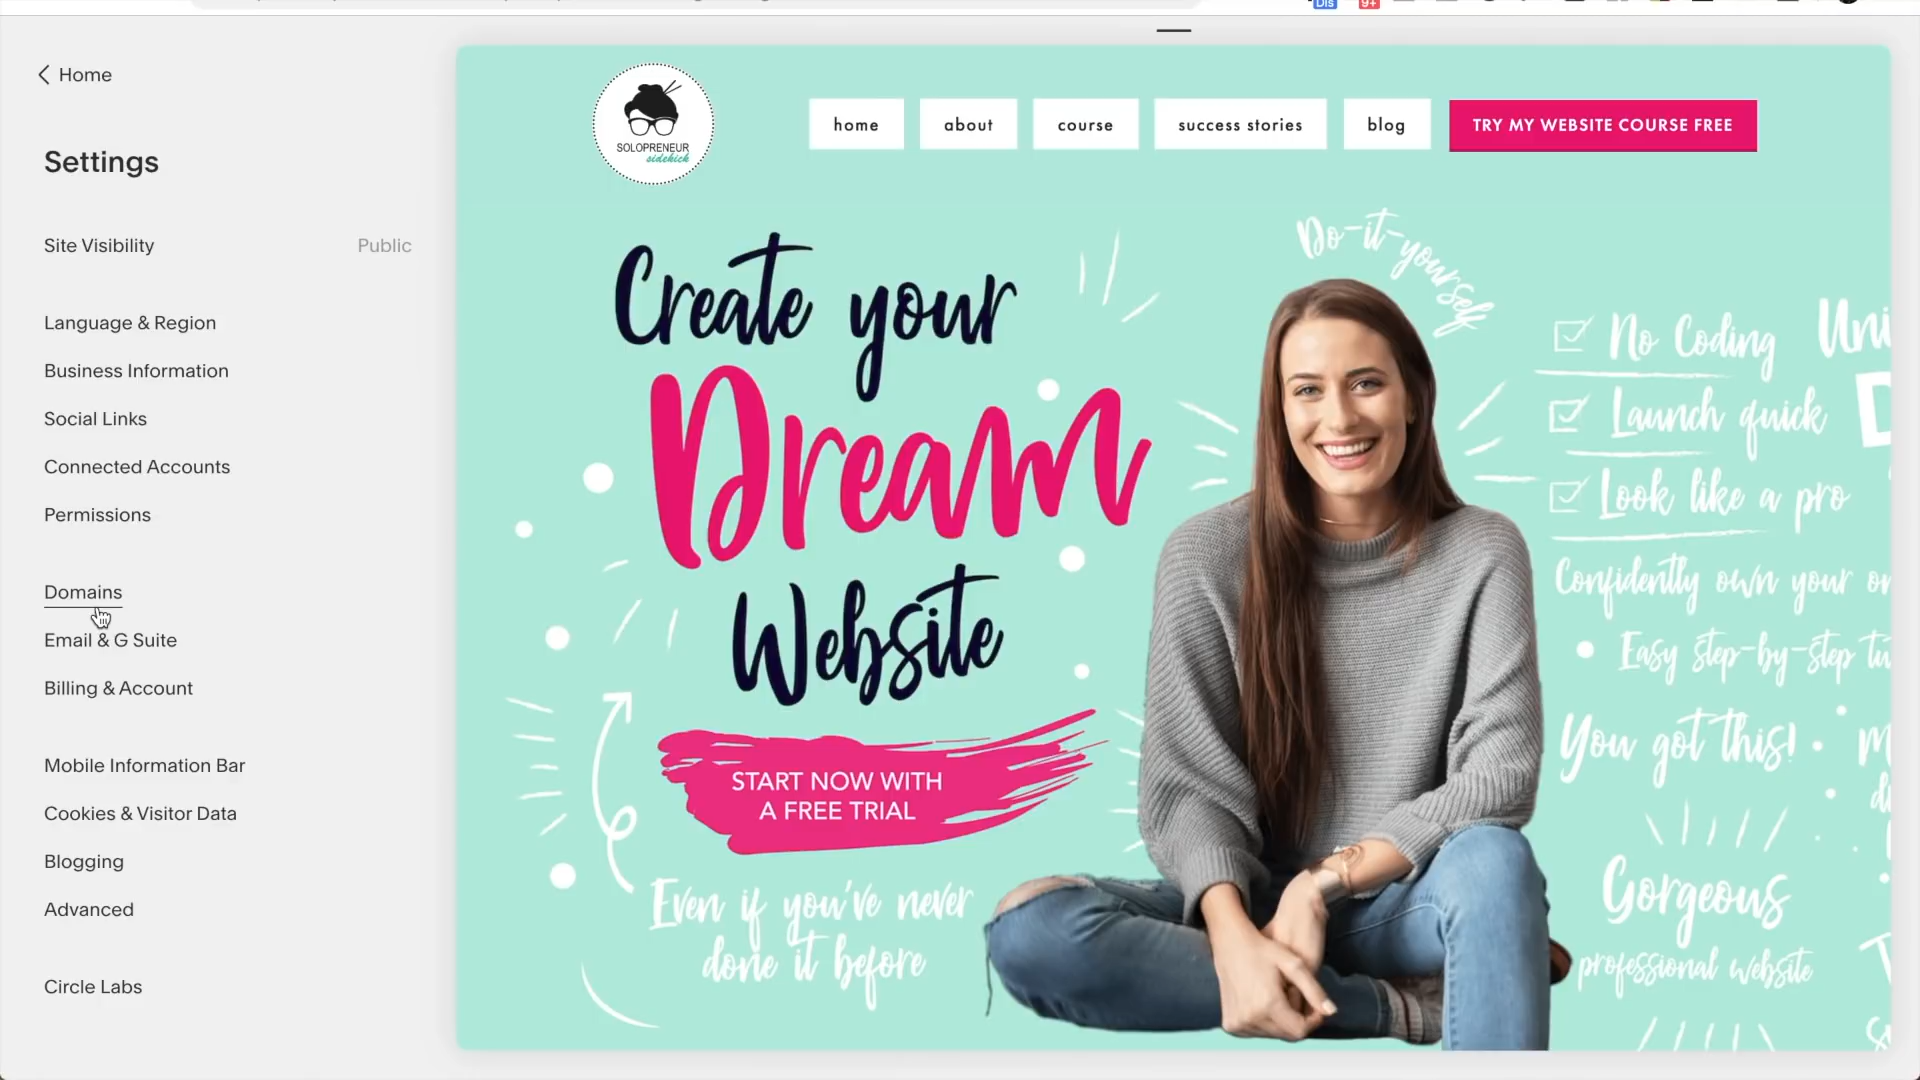 Dis
9+
Home
Settings
Site Visibility
Public
Language & Region
Business Information
Social Links
Connected Accounts
Permissions
Domains
Email & G Suite
Billing & Account
Mobile Information Bar
Cookies & Visitor Data
Blogging
Advanced
Circle Labs
SOLOPRENEUR
sidekick
home
about
course
success stories
blog
TRY MY WEBSITE COURSE FREE
Create your
Dream
Website
START NOW WITH
A FREE TRIAL
Even if you've never
done it before
Do-it-yourself
No Coding
Launch quick
Look like a pro
Confidently own your
Easy step-by-step
You got this!
Gorgeous
professional website